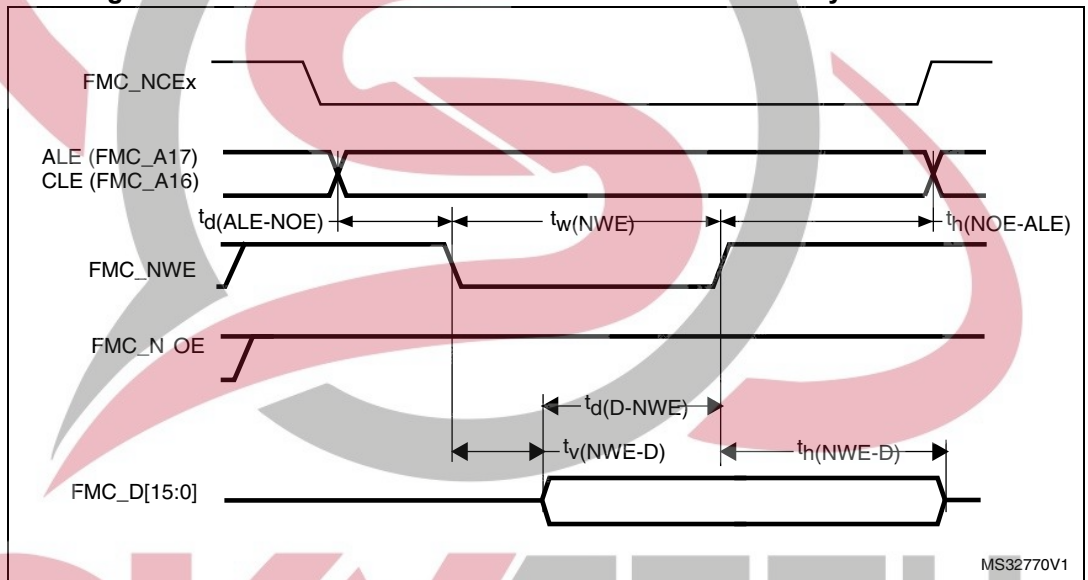 FMC_NCEx
ALE (FMC_A17)
CLE (FMC_A16)
td(ALE-NOE)
tw(NWE)
th(NOE-ALE)
FMC_NWE
FMC_N OE
td(D-NWE)
tv(NWE-D)
th(NWE-D)
FMC_D[15:0]
MS32770V1